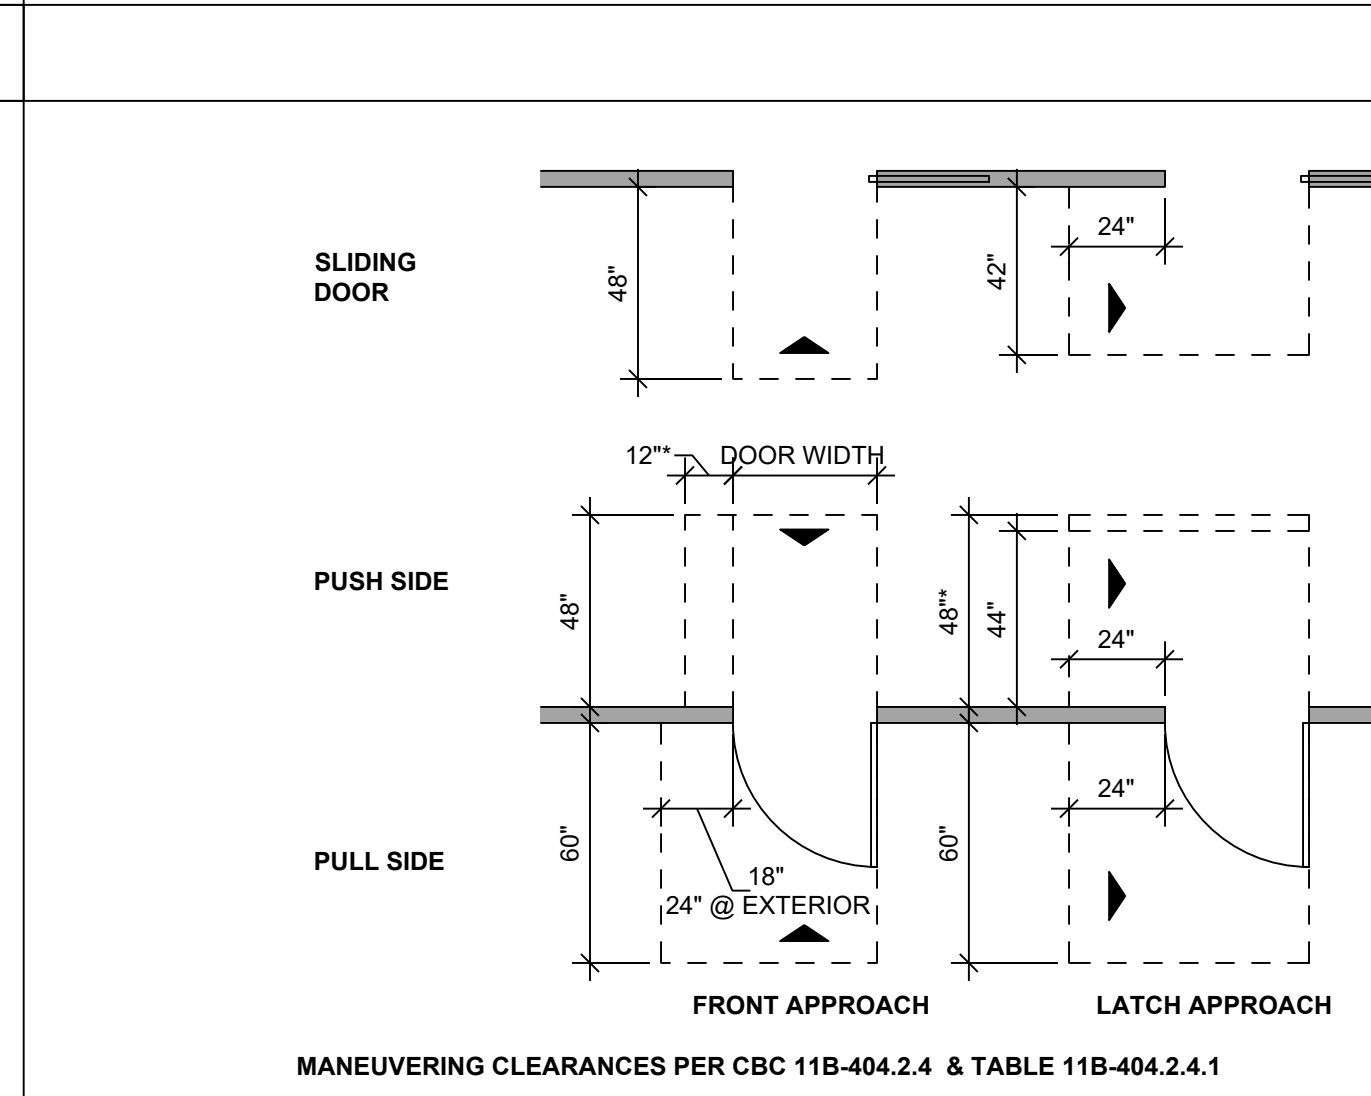 24"
SLIDING
DOOR
48"
42"
12"*
DOOR WIDTH
PUSH SIDE
48"
48"*
44"
24"
24"
PULL SIDE
60"
60"
18"
24" @ EXTERIOR
FRONT APPROACH
LATCH APPROACH
MANEUVERING CLEARANCES PER CBC 11B-404.2.4 & TABLE 11B-404.2.4.1